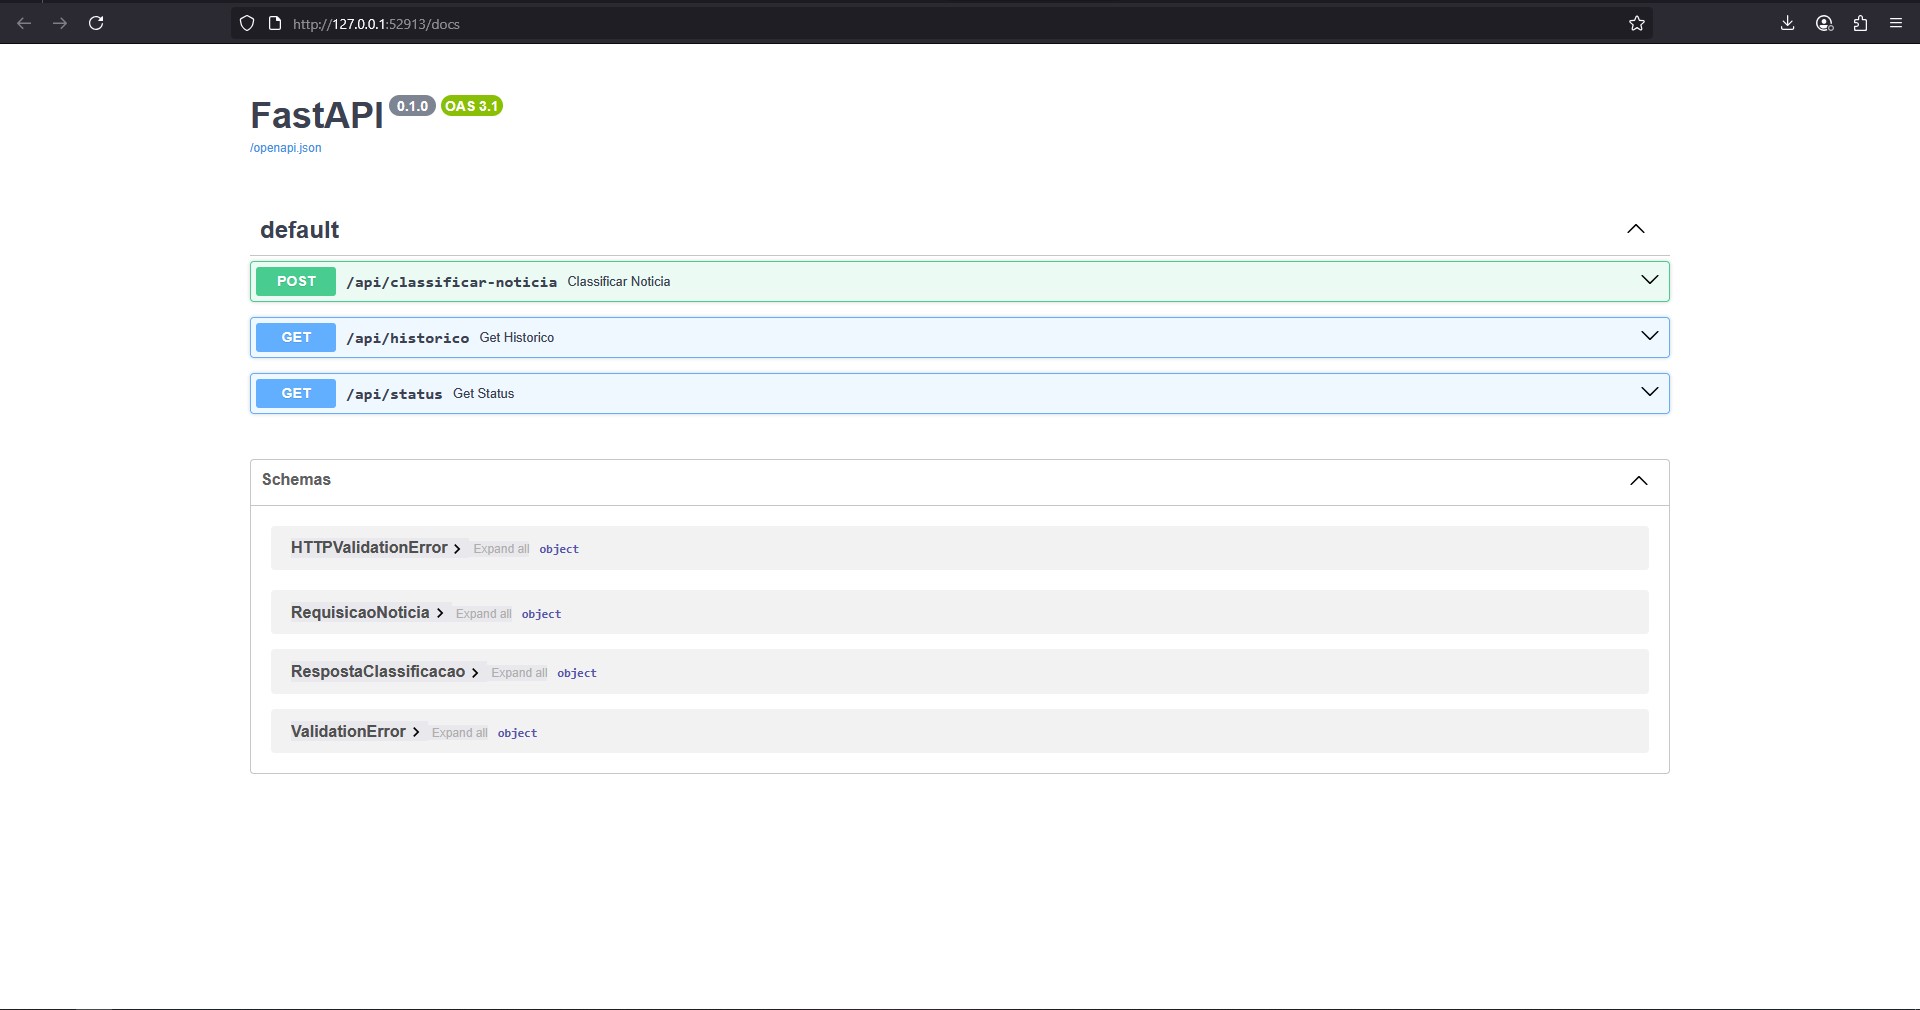 http://127.0.0.1:52913/docs
FastAPI 0.1.0 OAS 3.1
/openapi.json
default
POST /api/classificar-noticia Classificar Noticia
GET /api/historico Get Historico
GET /api/status Get Status
Schemas
HTTPValidationError Expand all object
RequisicaoNoticia Expand all object
RespostaClassificacao Expand all object
ValidationError Expand all object